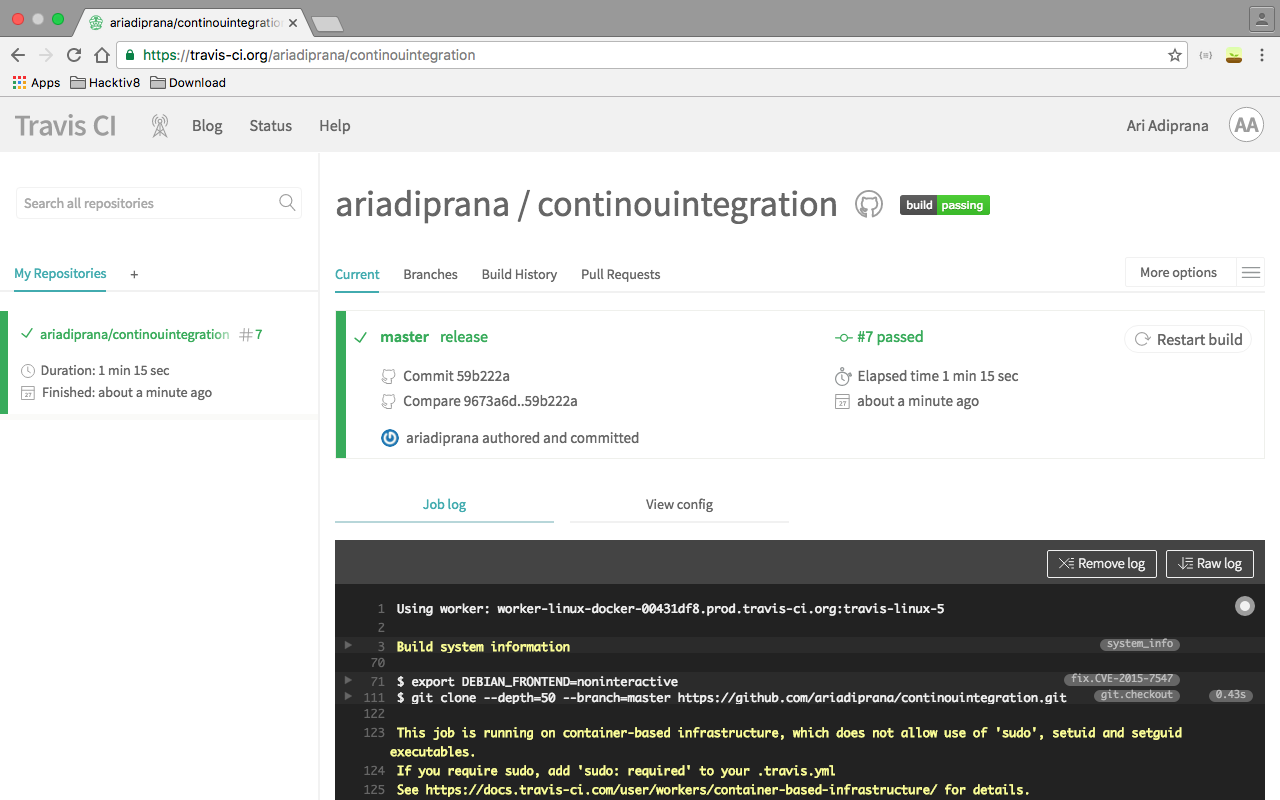 ariadiprana/continouintegration
https://travis-ci.org/ariadiprana/continouintegration
Apps Hacktiv8 Download
Travis CI Blog Status Help Ari Adiprana AA
Search all repositories
My Repositories +
ariadiprana/continouintegration # 7
Duration: 1 min 15 sec
Finished: about a minute ago
ariadiprana / continouintegration build passing
Current Branches Build History Pull Requests More options
master release #7 passed Restart build
Commit 59b222a Elapsed time 1 min 15 sec
Compare 9673a6d..59b222a 27 about a minute ago
ariadiprana authored and committed
Job log View config
Remove log Raw log
1 Using worker: worker-linux-docker-00431df8.prod.travis-ci.org:travis-linux-5
2
3 Build system information system_info
70
71 $ export DEBIAN_FRONTEND=noninteractive fix.CVE-2015-7547
111 $ git clone --depth=50 --branch=master https://github.com/ariadiprana/continouintegration.git git.checkout 0.43s
122
123 This job is running on container-based infrastructure, which does not allow use of 'sudo', setuid and setguid
executables.
124 If you require sudo, add 'sudo: required' to your .travis.yml
125 See https://docs.travis-ci.com/user/workers/container-based-infrastructure/ for details.